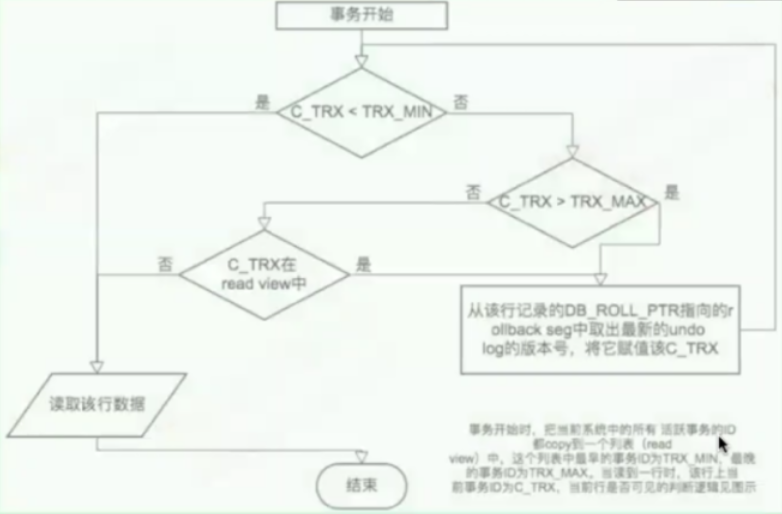 事务开始
是
C_TRX < TRX_MIN
否
否
C_TRX > TRX_MAX
是
否
C_TRX在
read view中
是
从该行记录的DB_ROLL_PTR指向的r
ollback seg中取出最新的undo
log的版本号，将它赋值该C_TRX
读取该行数据
事务开始时，把当前系统中的所有 活跃事务的ID
都copy到一个列表（read
view）中，这个列表中最早的事务ID为TRX_MIN，最晚
的事务ID为TRX_MAX。当读到一行时，该行上当
前事务ID为C_TRX，当前行是否可见的判断逻辑见图示
结束